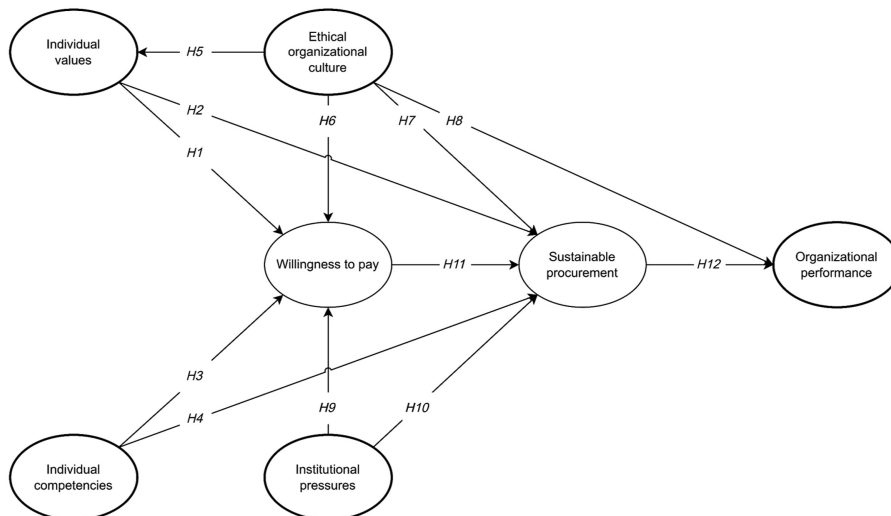 Individual
values
H5
Ethical
organizational
culture
H2
H6
H7
H8
H1
Willingness to pay
H11
Sustainable
procurement
H12
Organizational
performance
H3
H4
H9
H10
Individual
competencies
Institutional
pressures